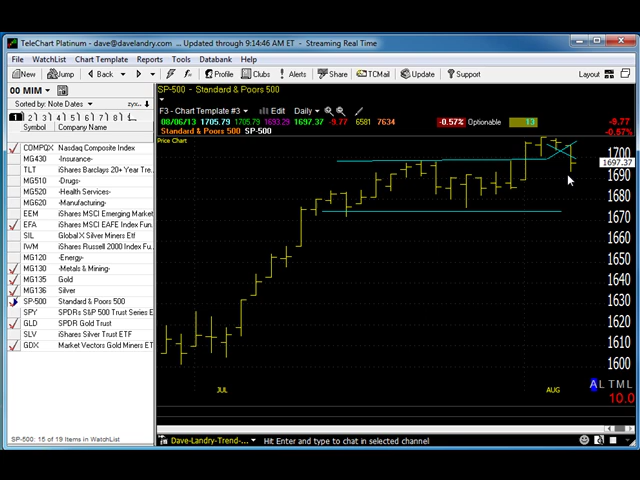 TeleChart Platinum - dave@davelandry.com ... Updated through 9:14:46 AM ET - Streaming Real Time
File WatchList Chart Template Reports Tools Databank Help
New Jump Back Profile Clubs Alerts Share TCMail Update Support Layout
00 MIM
Sorted by: Note Dates
1 2 3 4 5 6 7 8
Symbol Company Name
COMPQX Nasdaq Composite Index
MG430 -Insurance-
TLT iShares Barclays 20+ Year Tre...
MG510 -Drugs-
MG520 -Health Services-
MG620 -Manufacturing-
EEM iShares MSCI Emerging Market
EFA iShares MSCI EAFE Index Fun...
SIL Global X Silver Miners Etf
IWM iShares Russell 2000 Index Fu
MG120 -Energy-
MG130 -Metals & Mining-
MG135 Gold
MG136 Silver
SP-500 Standard & Poors 500
SPY SPDRs S&P 500 Trust Series
GLD SPDR Gold Trust
SLV iShares Silver Trust ETF
GDX Market Vectors Gold Miners ET
SP-500: 15 of 19 Items in WatchList
SP-500 - Standard & Poors 500
F3 - Chart Template #3 Edit Daily
08/06/13 1705.79 1705.79 1693.29 1697.37 -9.77 6581 7634 -0.57% Optionable 13 -9.77
Standard & Poors 500 SP-500 -0.57%
Price Chart
1700
1697.37
1690
1680
1670
1660
1650
1640
1630
1620
1610
1600
JUL AUG
A L T M L
10.0
Dave-Landry-Trend-... Hit Enter and type to chat in selected channel